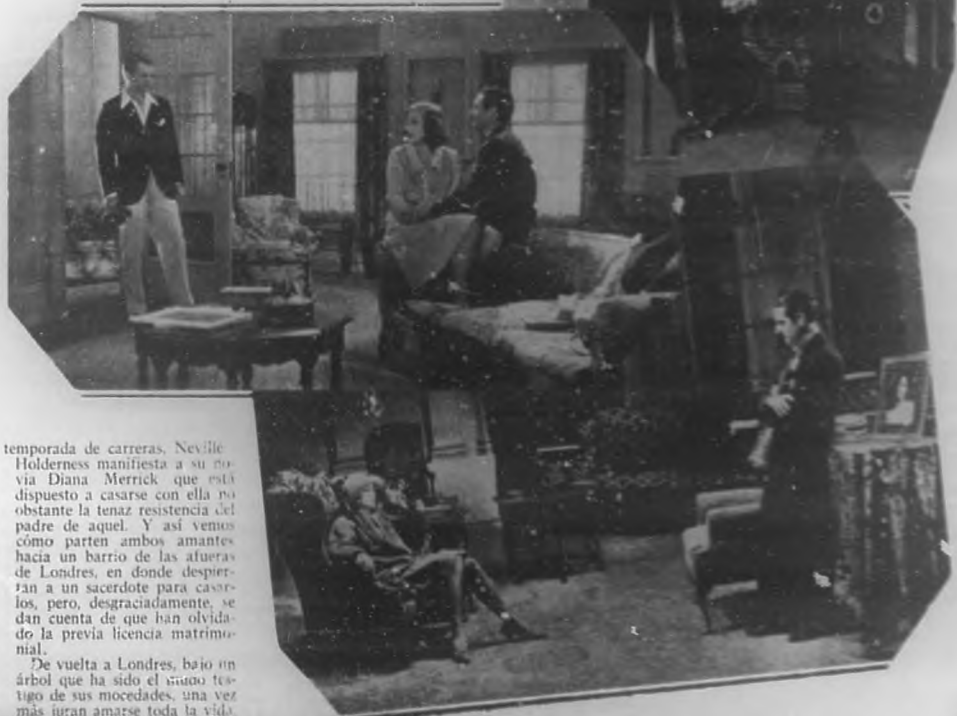 temporada de carreras, Neville
Holderness manifiesta a su no-
via Diana Merrick que está
dispuesto a casarse con ella no
obstante la tenaz resistencia del
padre de aquel. Y así vemos
cómo parten ambos amantes
hacia un barrio de las afueras
de Londres, en donde despier-
tan a un sacerdote para casar-
los, pero, desgraciadamente, se
dan cuenta de que han olvida-
do la previa licencia matrimo-
nial.
De vuelta a Londres, bajo un
árbol que ha sido el mudo tes-
tigo de sus mocedades, una vez
más juran amarse toda la vida.